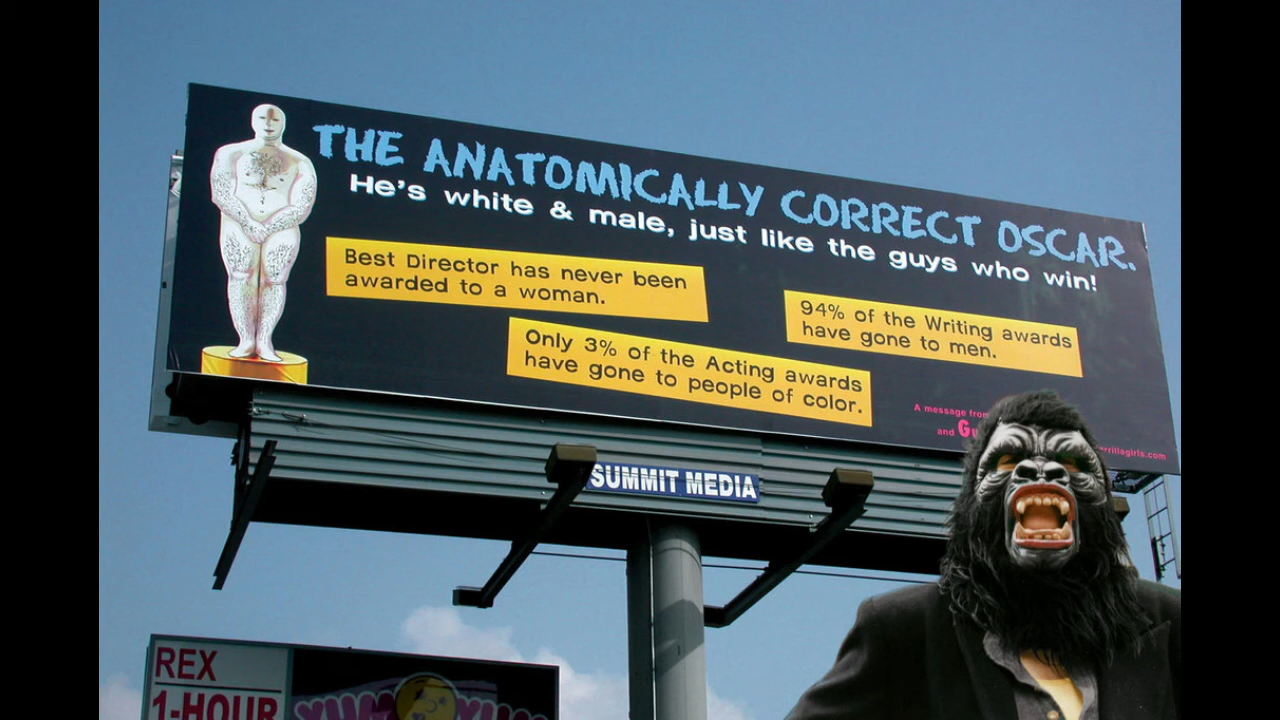 THE ANATOMICALLY CORRECT OSCAR.
He's white & male, just like the guys who win!
Best Director has never been
awarded to a woman.
94% of the Writing awards
have gone to men.
Only 3% of the Acting awards
have gone to people of color.
A message from
and
SUMMIT MEDIA
REX
1-HOUR
YUM YUM